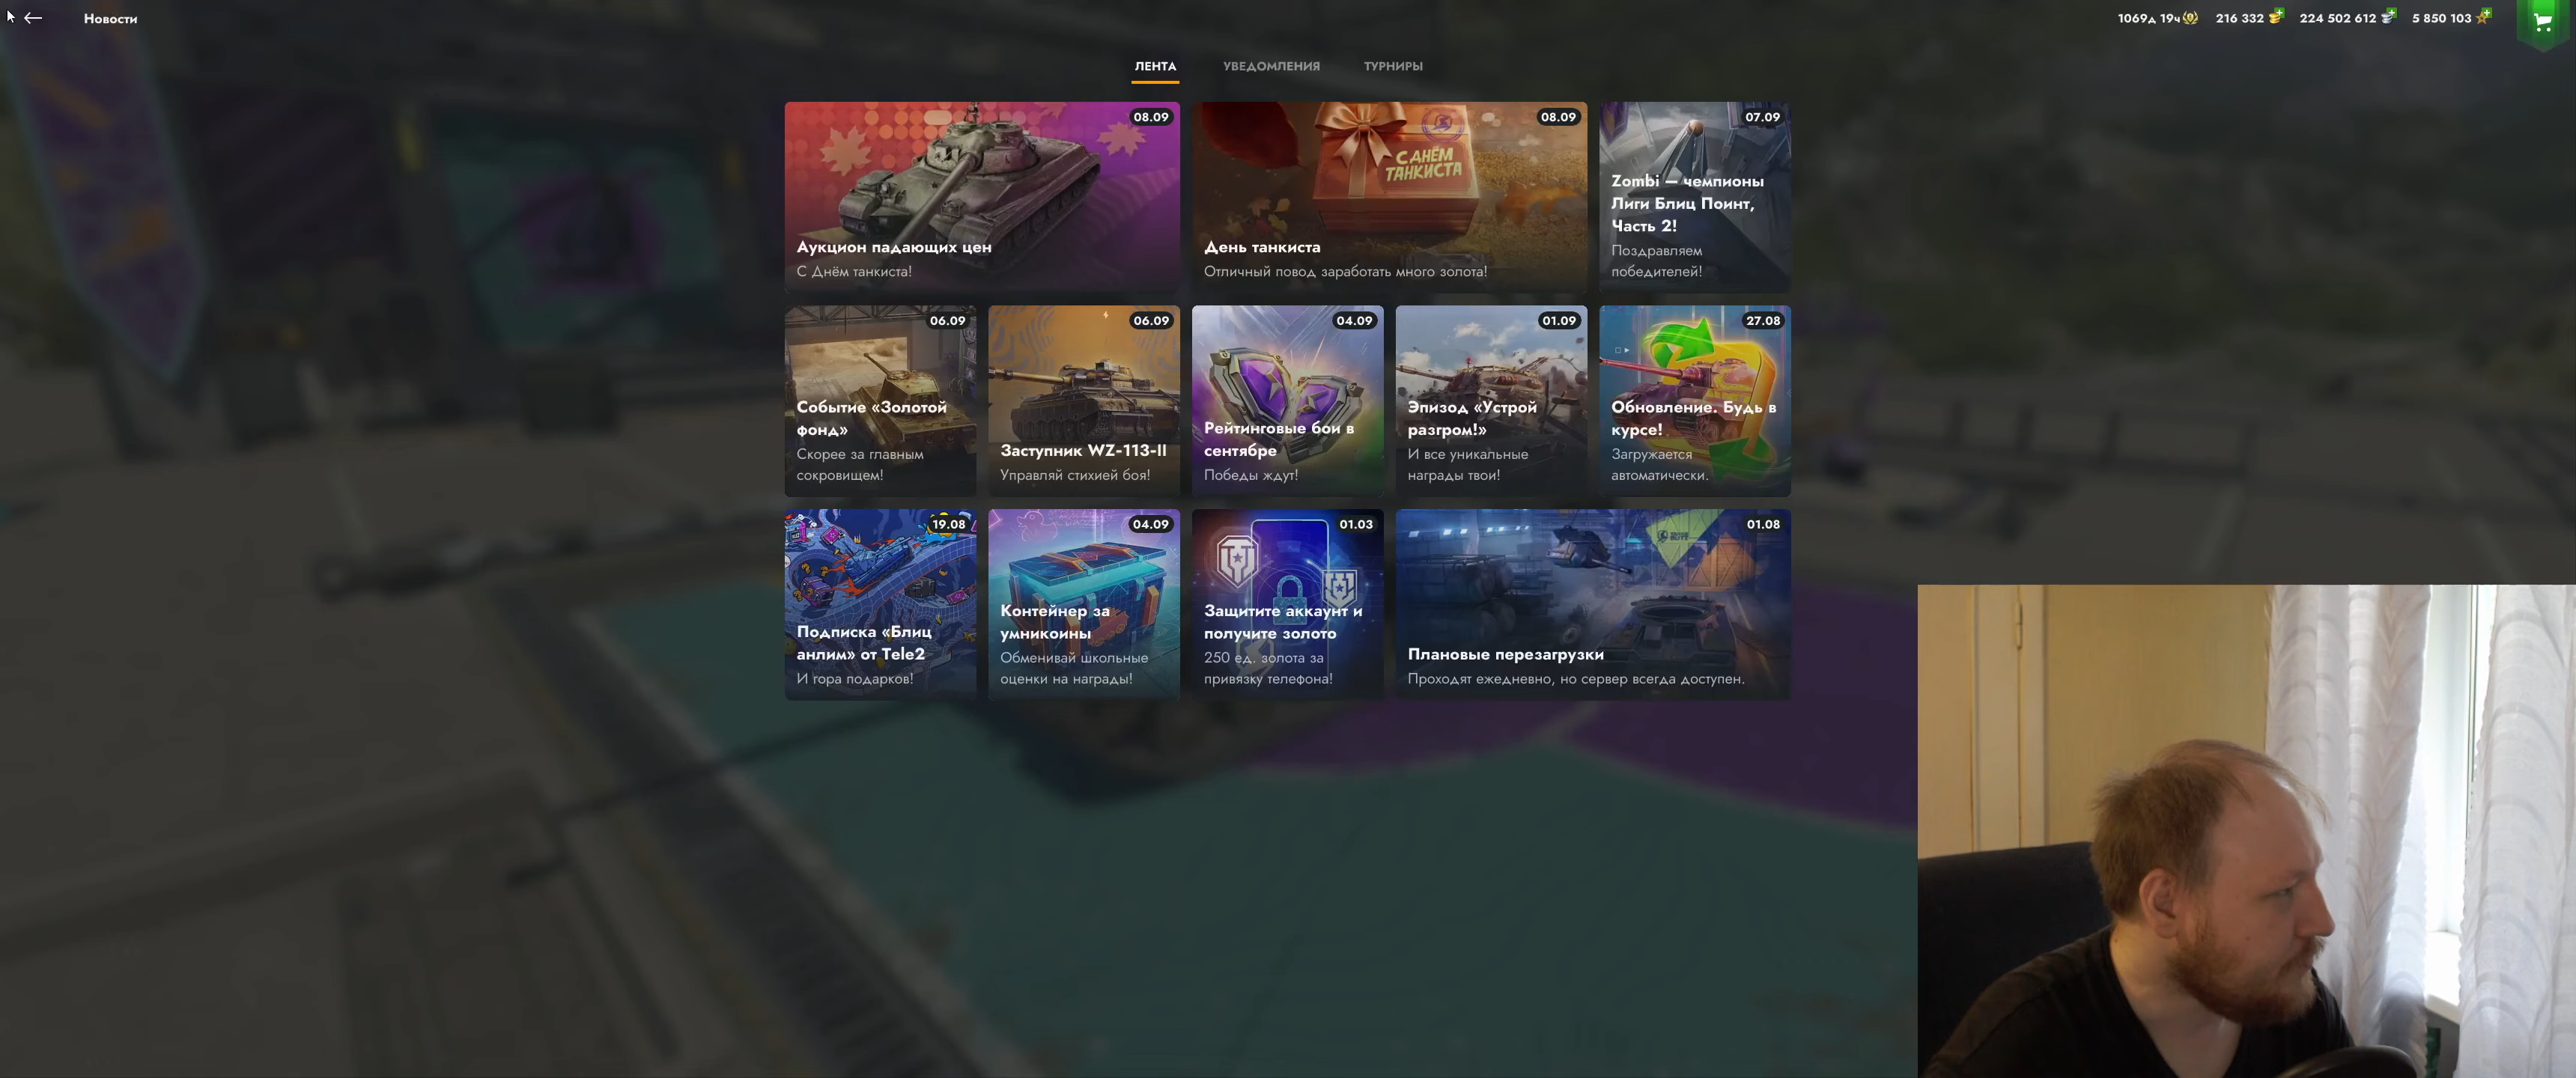 Новости
1069д 19ч
216 332
224 502 612
5 850 103
ЛЕНТА
УВЕДОМЛЕНИЯ
ТУРНИРЫ
08.09
Аукцион падающих цен
С Днём танкиста!
08.09
С ДНЁМ
ТАНКИСТА
День танкиста
Отличный повод заработать много золота!
07.09
Zombi — чемпионы
Лиги Блиц Поинт,
Часть 2!
Поздравляем
победителей!
06.09
Событие «Золотой
фонд»
Скорее за главным
сокровищем!
06.09
Заступник WZ-113-II
Управляй стихией боя!
04.09
Рейтинговые бои в
сентябре
Победы ждут!
01.09
Эпизод «Устрой
разгром!»
И все уникальные
награды твои!
27.08
Обновление. Будь в
курсе!
Загружается
автоматически.
19.08
Подписка «Блиц
анлим» от Tele2
И гора подарков!
04.09
Контейнер за
умникоины
Обменивай школьные
оценки на награды!
01.03
Защитите аккаунт и
получите золото
250 ед. золота за
привязку телефона!
01.08
Плановые перезагрузки
Проходят ежедневно, но сервер всегда доступен.